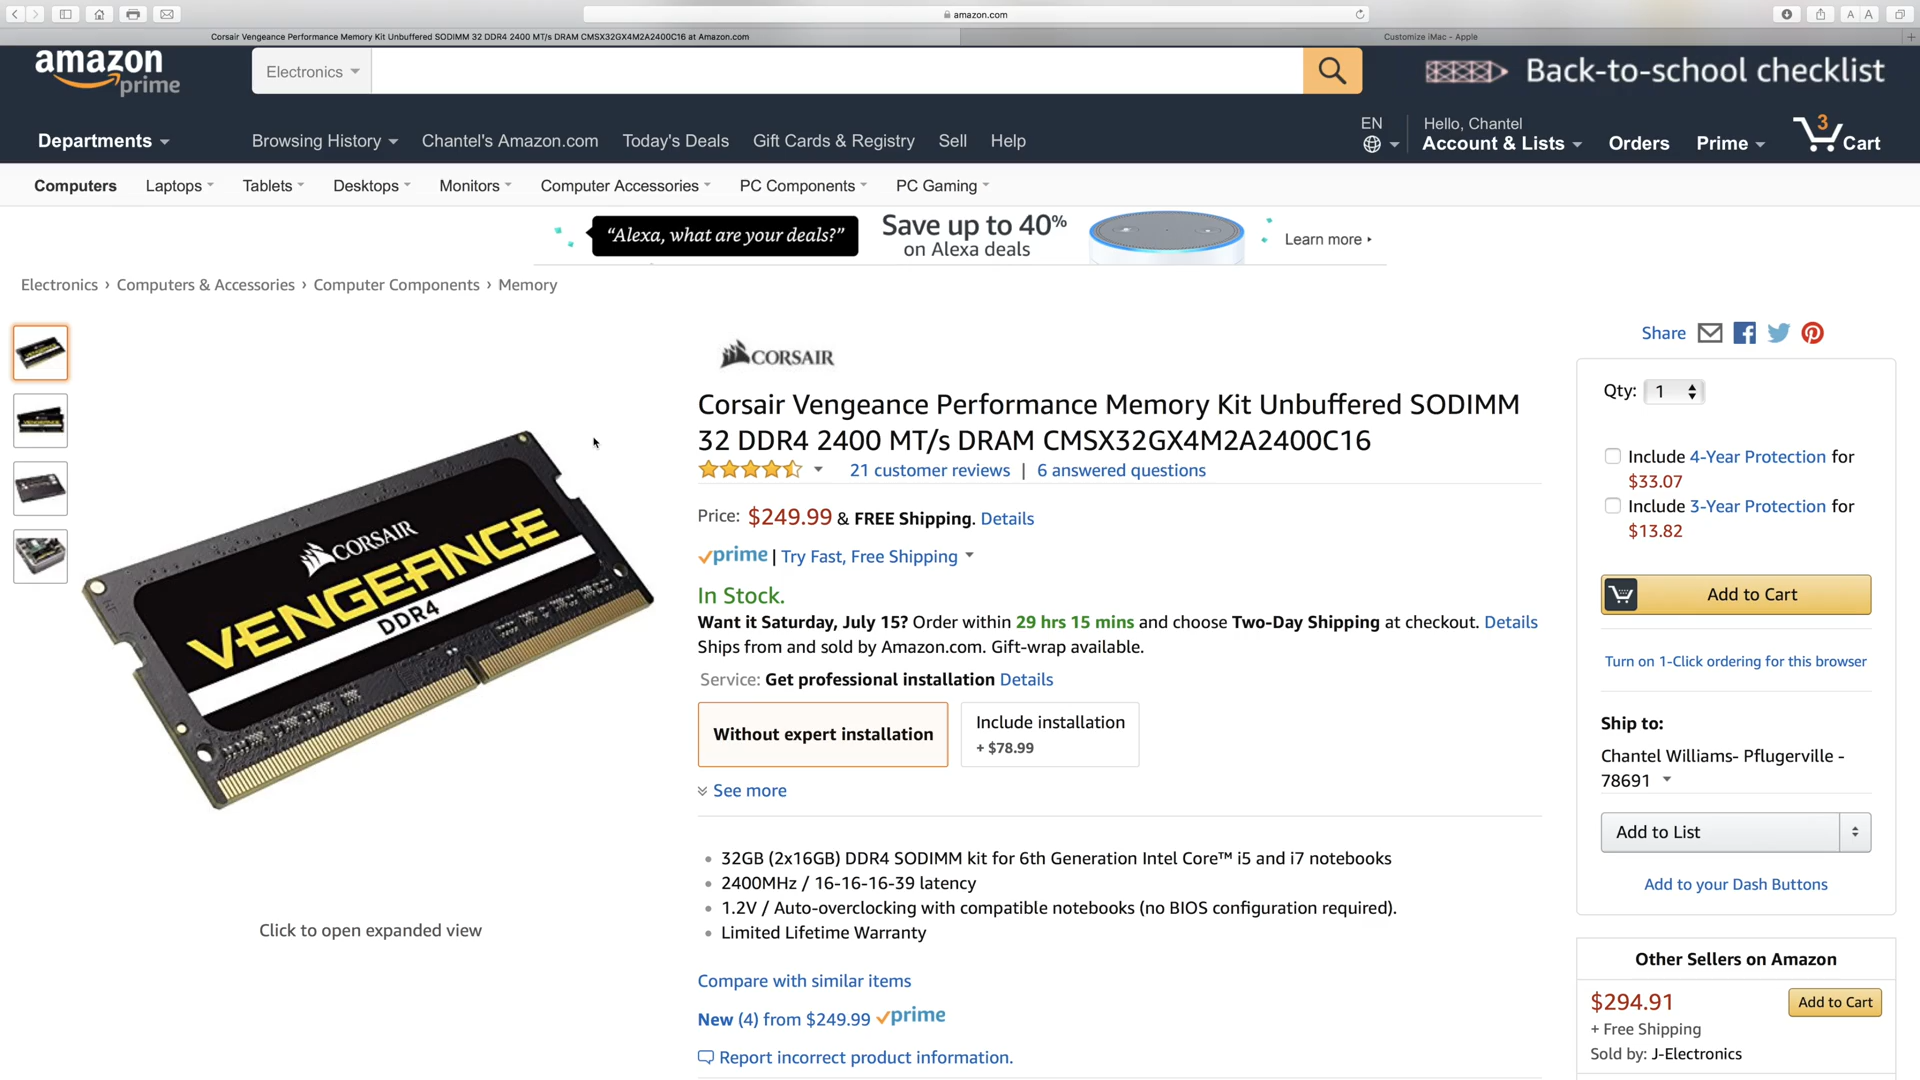 amazon.com
A A
Corsair Vengeance Performance Memory Kit Unbuffered SODIMM 32 DDR4 2400 MT/s DRAM CMSX32GX4M2A2400C16 at Amazon.com
Customize iMac - Apple
amazon
prime
Electronics
Back-to-school checklist
Departments
Browsing History
Chantel's Amazon.com
Today's Deals
Gift Cards & Registry
Sell
Help
EN
Hello, Chantel
Account & Lists
Orders
Prime
3
Cart
Computers
Laptops
Tablets
Desktops
Monitors
Computer Accessories
PC Components
PC Gaming
“Alexa, what are your deals?”
Save up to 40%
on Alexa deals
Learn more
Electronics › Computers & Accessories › Computer Components › Memory
CORSAIR
VENGEANCE
DDR4
Click to open expanded view
CORSAIR
Corsair Vengeance Performance Memory Kit Unbuffered SODIMM
32 DDR4 2400 MT/s DRAM CMSX32GX4M2A2400C16
21 customer reviews | 6 answered questions
Price: $249.99 & FREE Shipping. Details
prime | Try Fast, Free Shipping
In Stock.
Want it Saturday, July 15? Order within 29 hrs 15 mins and choose Two-Day Shipping at checkout. Details
Ships from and sold by Amazon.com. Gift-wrap available.
Service: Get professional installation Details
Without expert installation
Include installation
+ $78.99
See more
• 32GB (2x16GB) DDR4 SODIMM kit for 6th Generation Intel Core™ i5 and i7 notebooks
• 2400MHz / 16-16-16-39 latency
• 1.2V / Auto-overclocking with compatible notebooks (no BIOS configuration required).
• Limited Lifetime Warranty
Compare with similar items
New (4) from $249.99 prime
Report incorrect product information.
Share
Qty: 1
Include 4-Year Protection for
$33.07
Include 3-Year Protection for
$13.82
Add to Cart
Turn on 1-Click ordering for this browser
Ship to:
Chantel Williams- Pflugerville -
78691
Add to List
Add to your Dash Buttons
Other Sellers on Amazon
$294.91
Add to Cart
+ Free Shipping
Sold by: J-Electronics